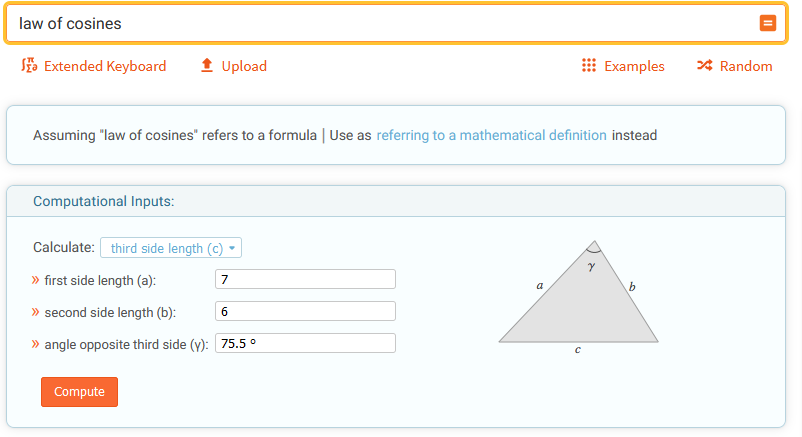 law of cosines
Extended Keyboard Upload Examples Random
Assuming "law of cosines" refers to a formula | Use as referring to a mathematical definition instead
Computational Inputs:
Calculate: third side length (c)
» first side length (a): 7
» second side length (b): 6
» angle opposite third side (γ): 75.5 °
Compute
γ
a b
c